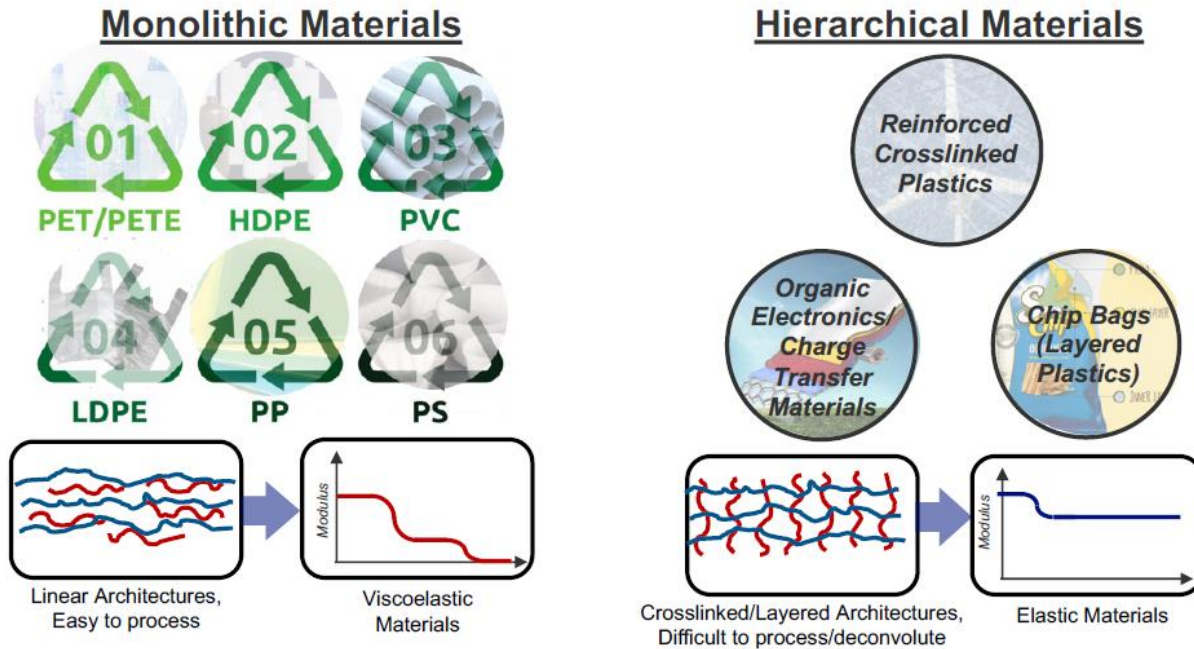 Monolithic Materials
01
02
03
PET/PETE
HDPE
PVC
04
05
06
LDPE
PP
PS
Modulus
Linear Architectures,
Easy to process
Viscoelastic
Materials
Hierarchical Materials
Reinforced
Crosslinked
Plastics
Organic
Electronics/
Charge
Transfer
Materials
Chip Bags
(Layered
Plastics)
Modulus
Crosslinked/Layered Architectures,
Difficult to process/deconvolute
Elastic Materials